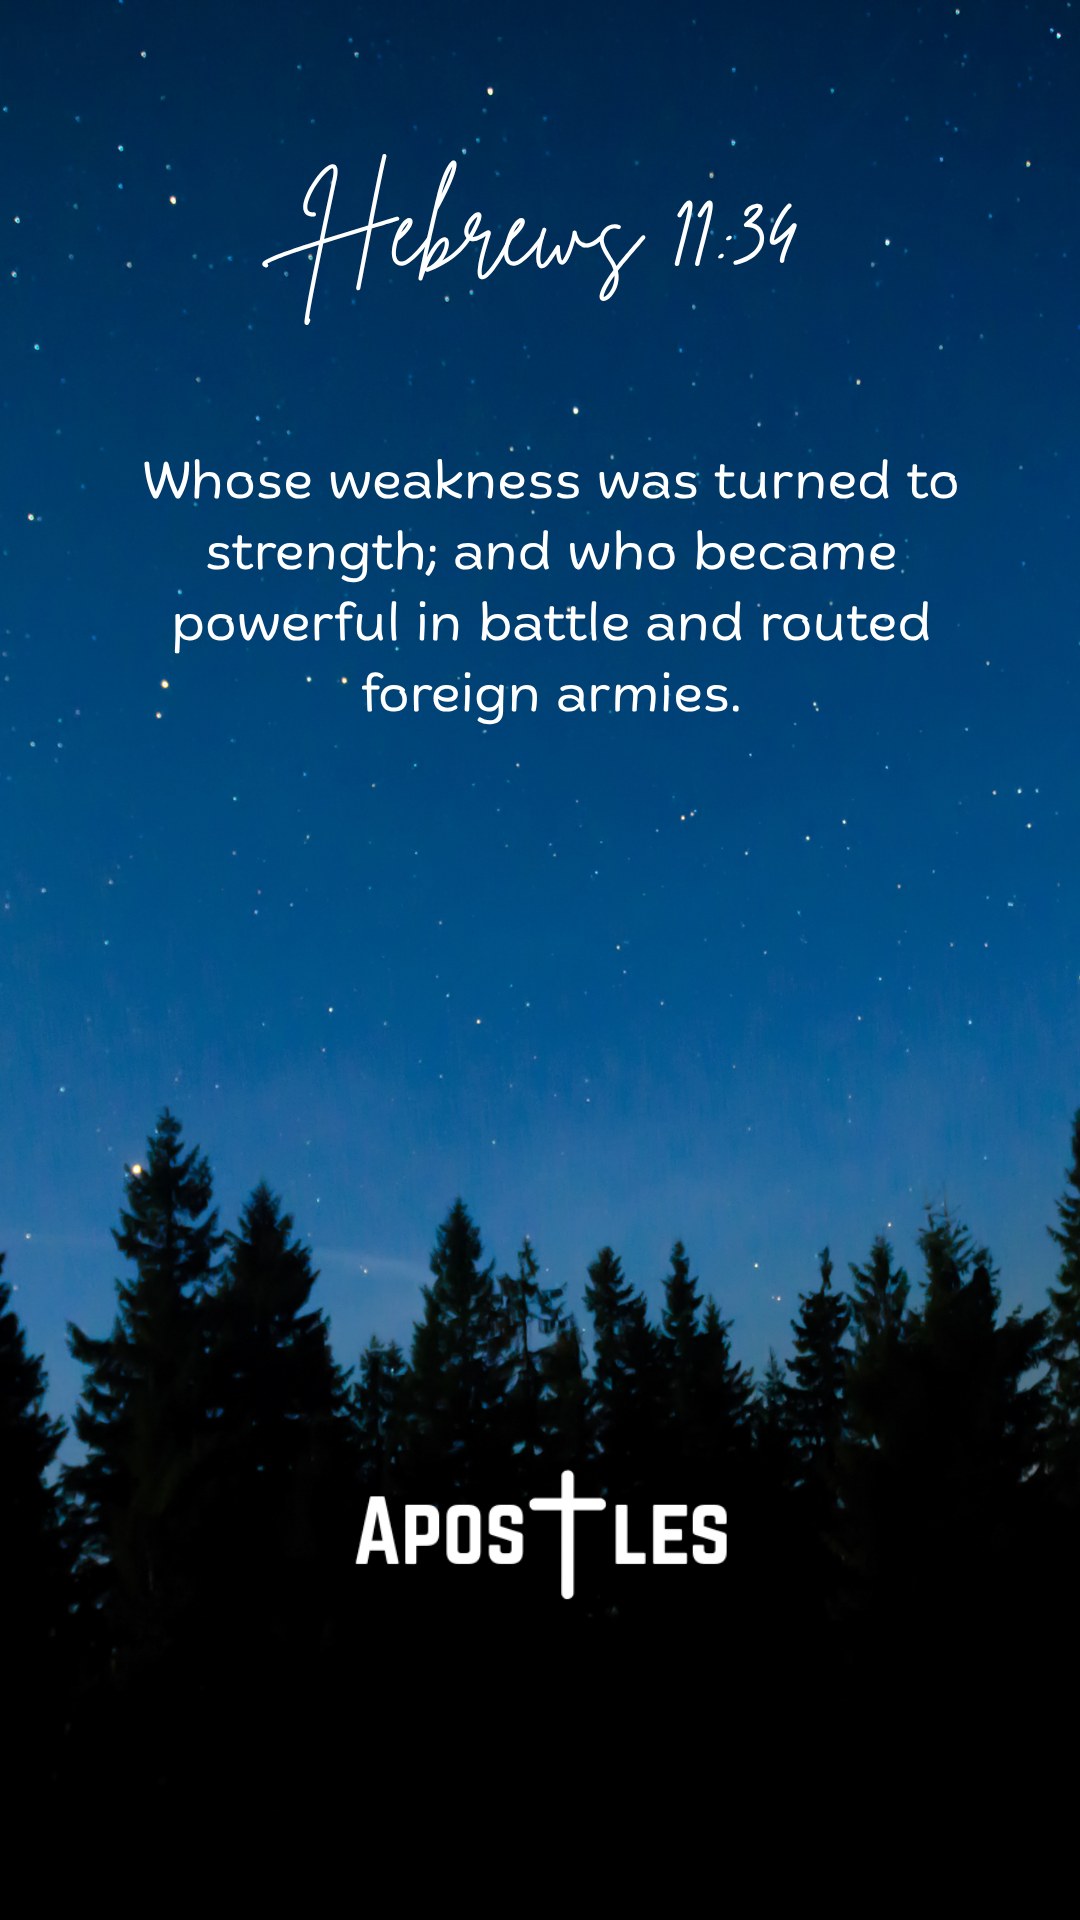 Hebrews 11:34
Whose weakness was turned to
strength; and who became
powerful in battle and routed
foreign armies.
APOSTLES